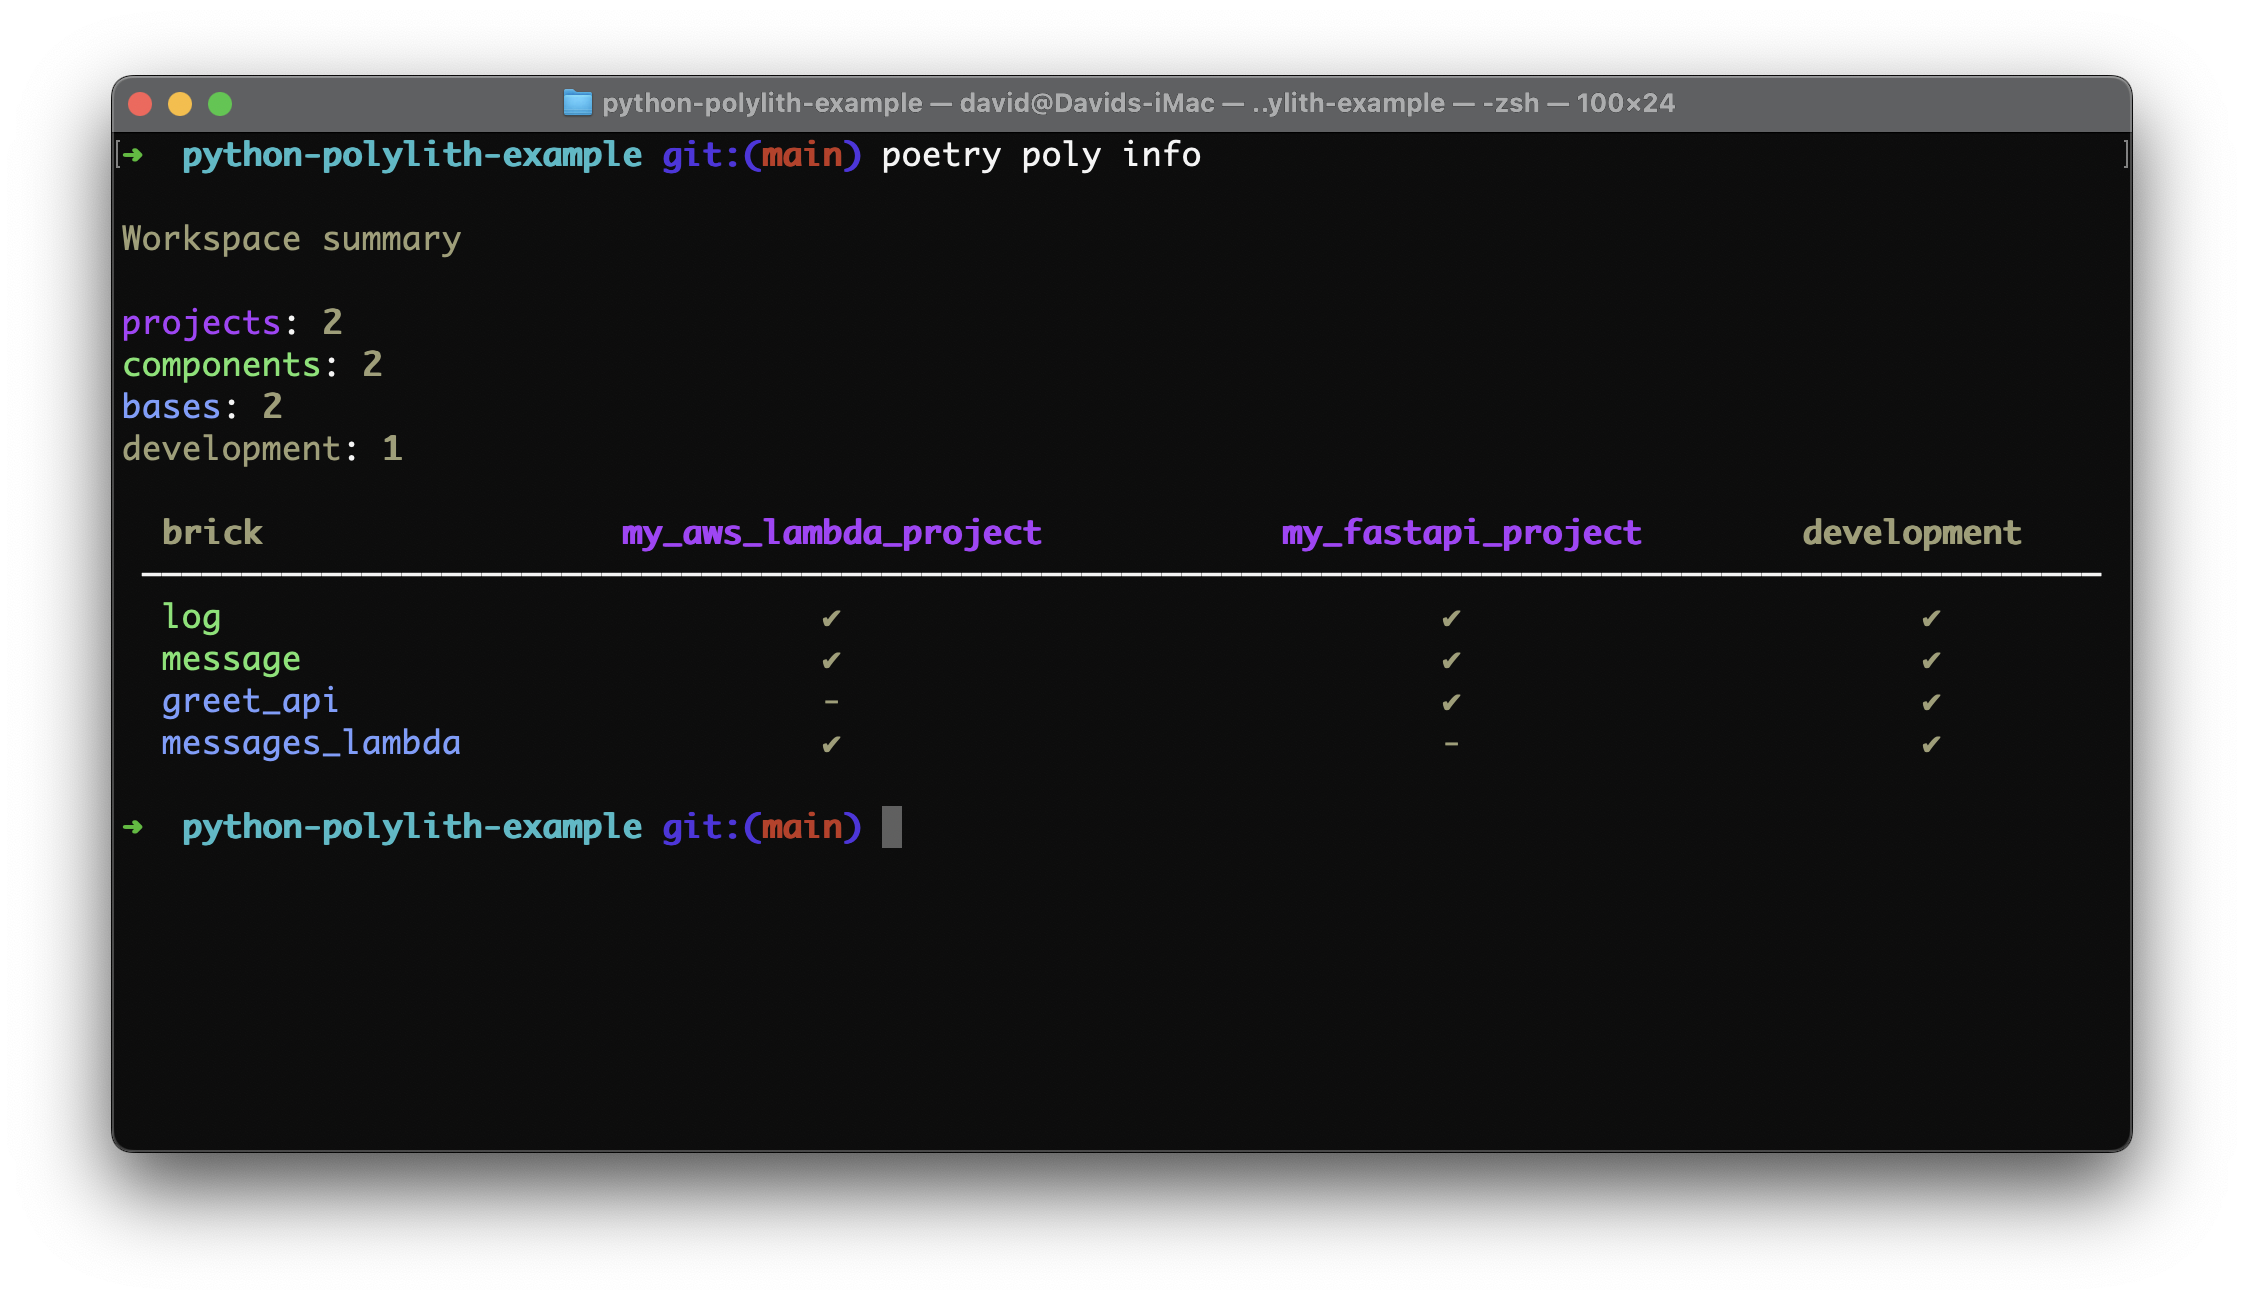 python-polylith-example — david@Davids-iMac — ..ylith-example — -zsh — 100×24
[➜  python-polylith-example git:(main) poetry poly info ]
Workspace summary
projects: 2
components: 2
bases: 2
development: 1
brick my_aws_lambda_project my_fastapi_project development
log ✔ ✔ ✔
message ✔ ✔ ✔
greet_api - ✔ ✔
messages_lambda ✔ - ✔
➜  python-polylith-example git:(main)